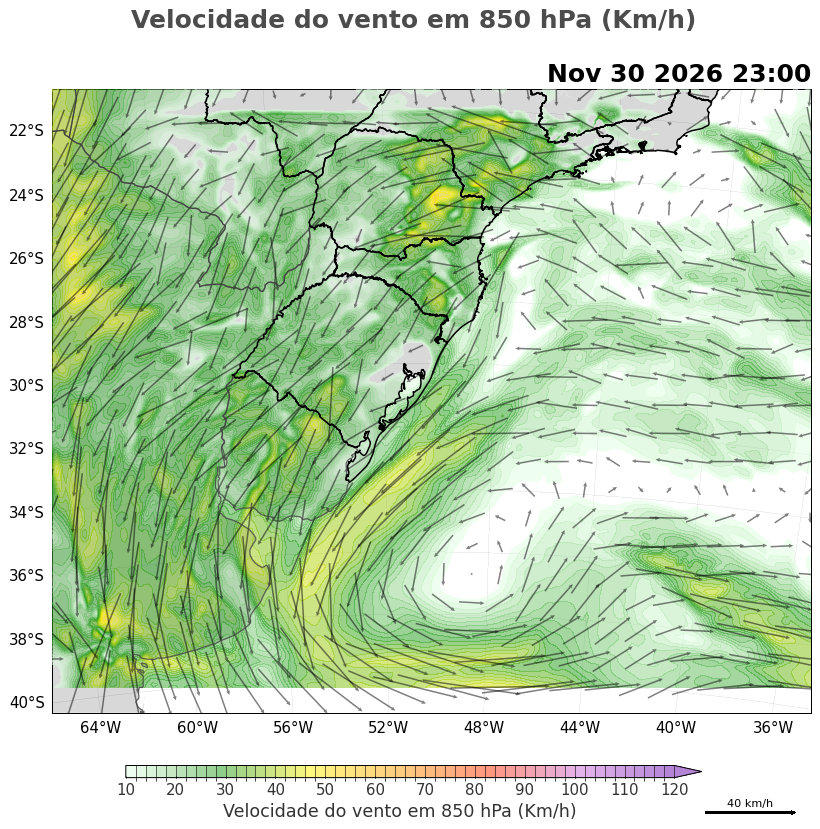 Velocidade do vento em 850 hPa (Km/h)
Nov 30 2026 23:00
22°S
24°S
26°S
28°S
30°S
32°S
34°S
36°S
38°S
40°S
64°W 60°W 56°W 52°W 48°W 44°W 40°W 36°W
10 20 30 40 50 60 70 80 90 100 110 120
Velocidade do vento em 850 hPa (Km/h)
40 km/h